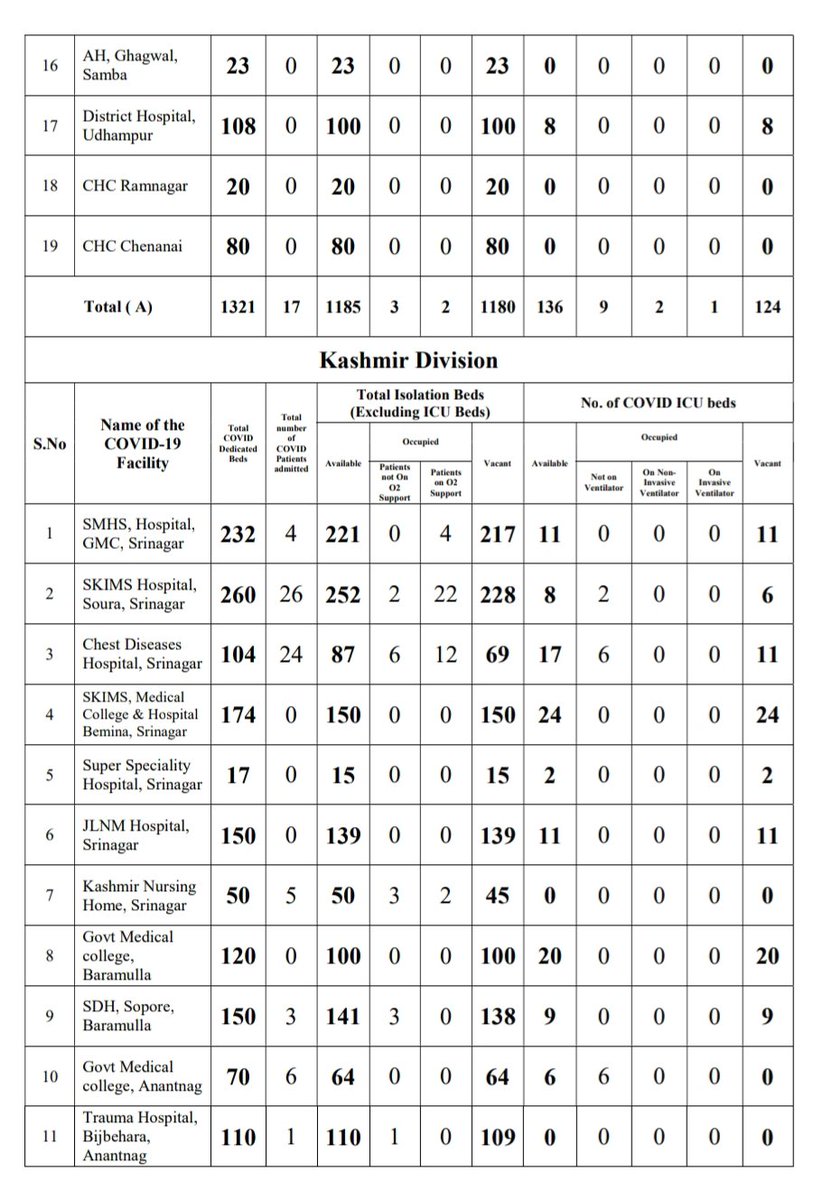 16 AH, Ghagwal, Samba 23 0 23 0 0 23 0 0 0 0 0
17 District Hospital, Udhampur 108 0 100 0 0 100 8 0 0 0 8
18 CHC Ramnagar 20 0 20 0 0 20 0 0 0 0 0
19 CHC Chenanai 80 0 80 0 0 80 0 0 0 0 0
Total ( A) 1321 17 1185 3 2 1180 136 9 2 1 124
Kashmir Division
S.No
Name of the COVID-19 Facility
Total COVID Dedicated Beds
Total number of COVID Patients admitted
Total Isolation Beds (Excluding ICU Beds)
Available
Occupied
Patients not On O2 Support
Patients on O2 Support
Vacant
No. of COVID ICU beds
Available
Occupied
Not on Ventilator
On Non-Invasive Ventilator
On Invasive Ventilator
Vacant
1 SMHS, Hospital, GMC, Srinagar 232 4 221 0 4 217 11 0 0 0 11
2 SKIMS Hospital, Soura, Srinagar 260 26 252 2 22 228 8 2 0 0 6
3 Chest Diseases Hospital, Srinagar 104 24 87 6 12 69 17 6 0 0 11
4 SKIMS, Medical College & Hospital Bemina, Srinagar 174 0 150 0 0 150 24 0 0 0 24
5 Super Speciality Hospital, Srinagar 17 0 15 0 0 15 2 0 0 0 2
6 JLNM Hospital, Srinagar 150 0 139 0 0 139 11 0 0 0 11
7 Kashmir Nursing Home, Srinagar 50 5 50 3 2 45 0 0 0 0 0
8 Govt Medical college, Baramulla 120 0 100 0 0 100 20 0 0 0 20
9 SDH, Sopore, Baramulla 150 3 141 3 0 138 9 0 0 0 9
10 Govt Medical college, Anantnag 70 6 64 0 0 64 6 6 0 0 0
11 Trauma Hospital, Bijbehara, Anantnag 110 1 110 1 0 109 0 0 0 0 0